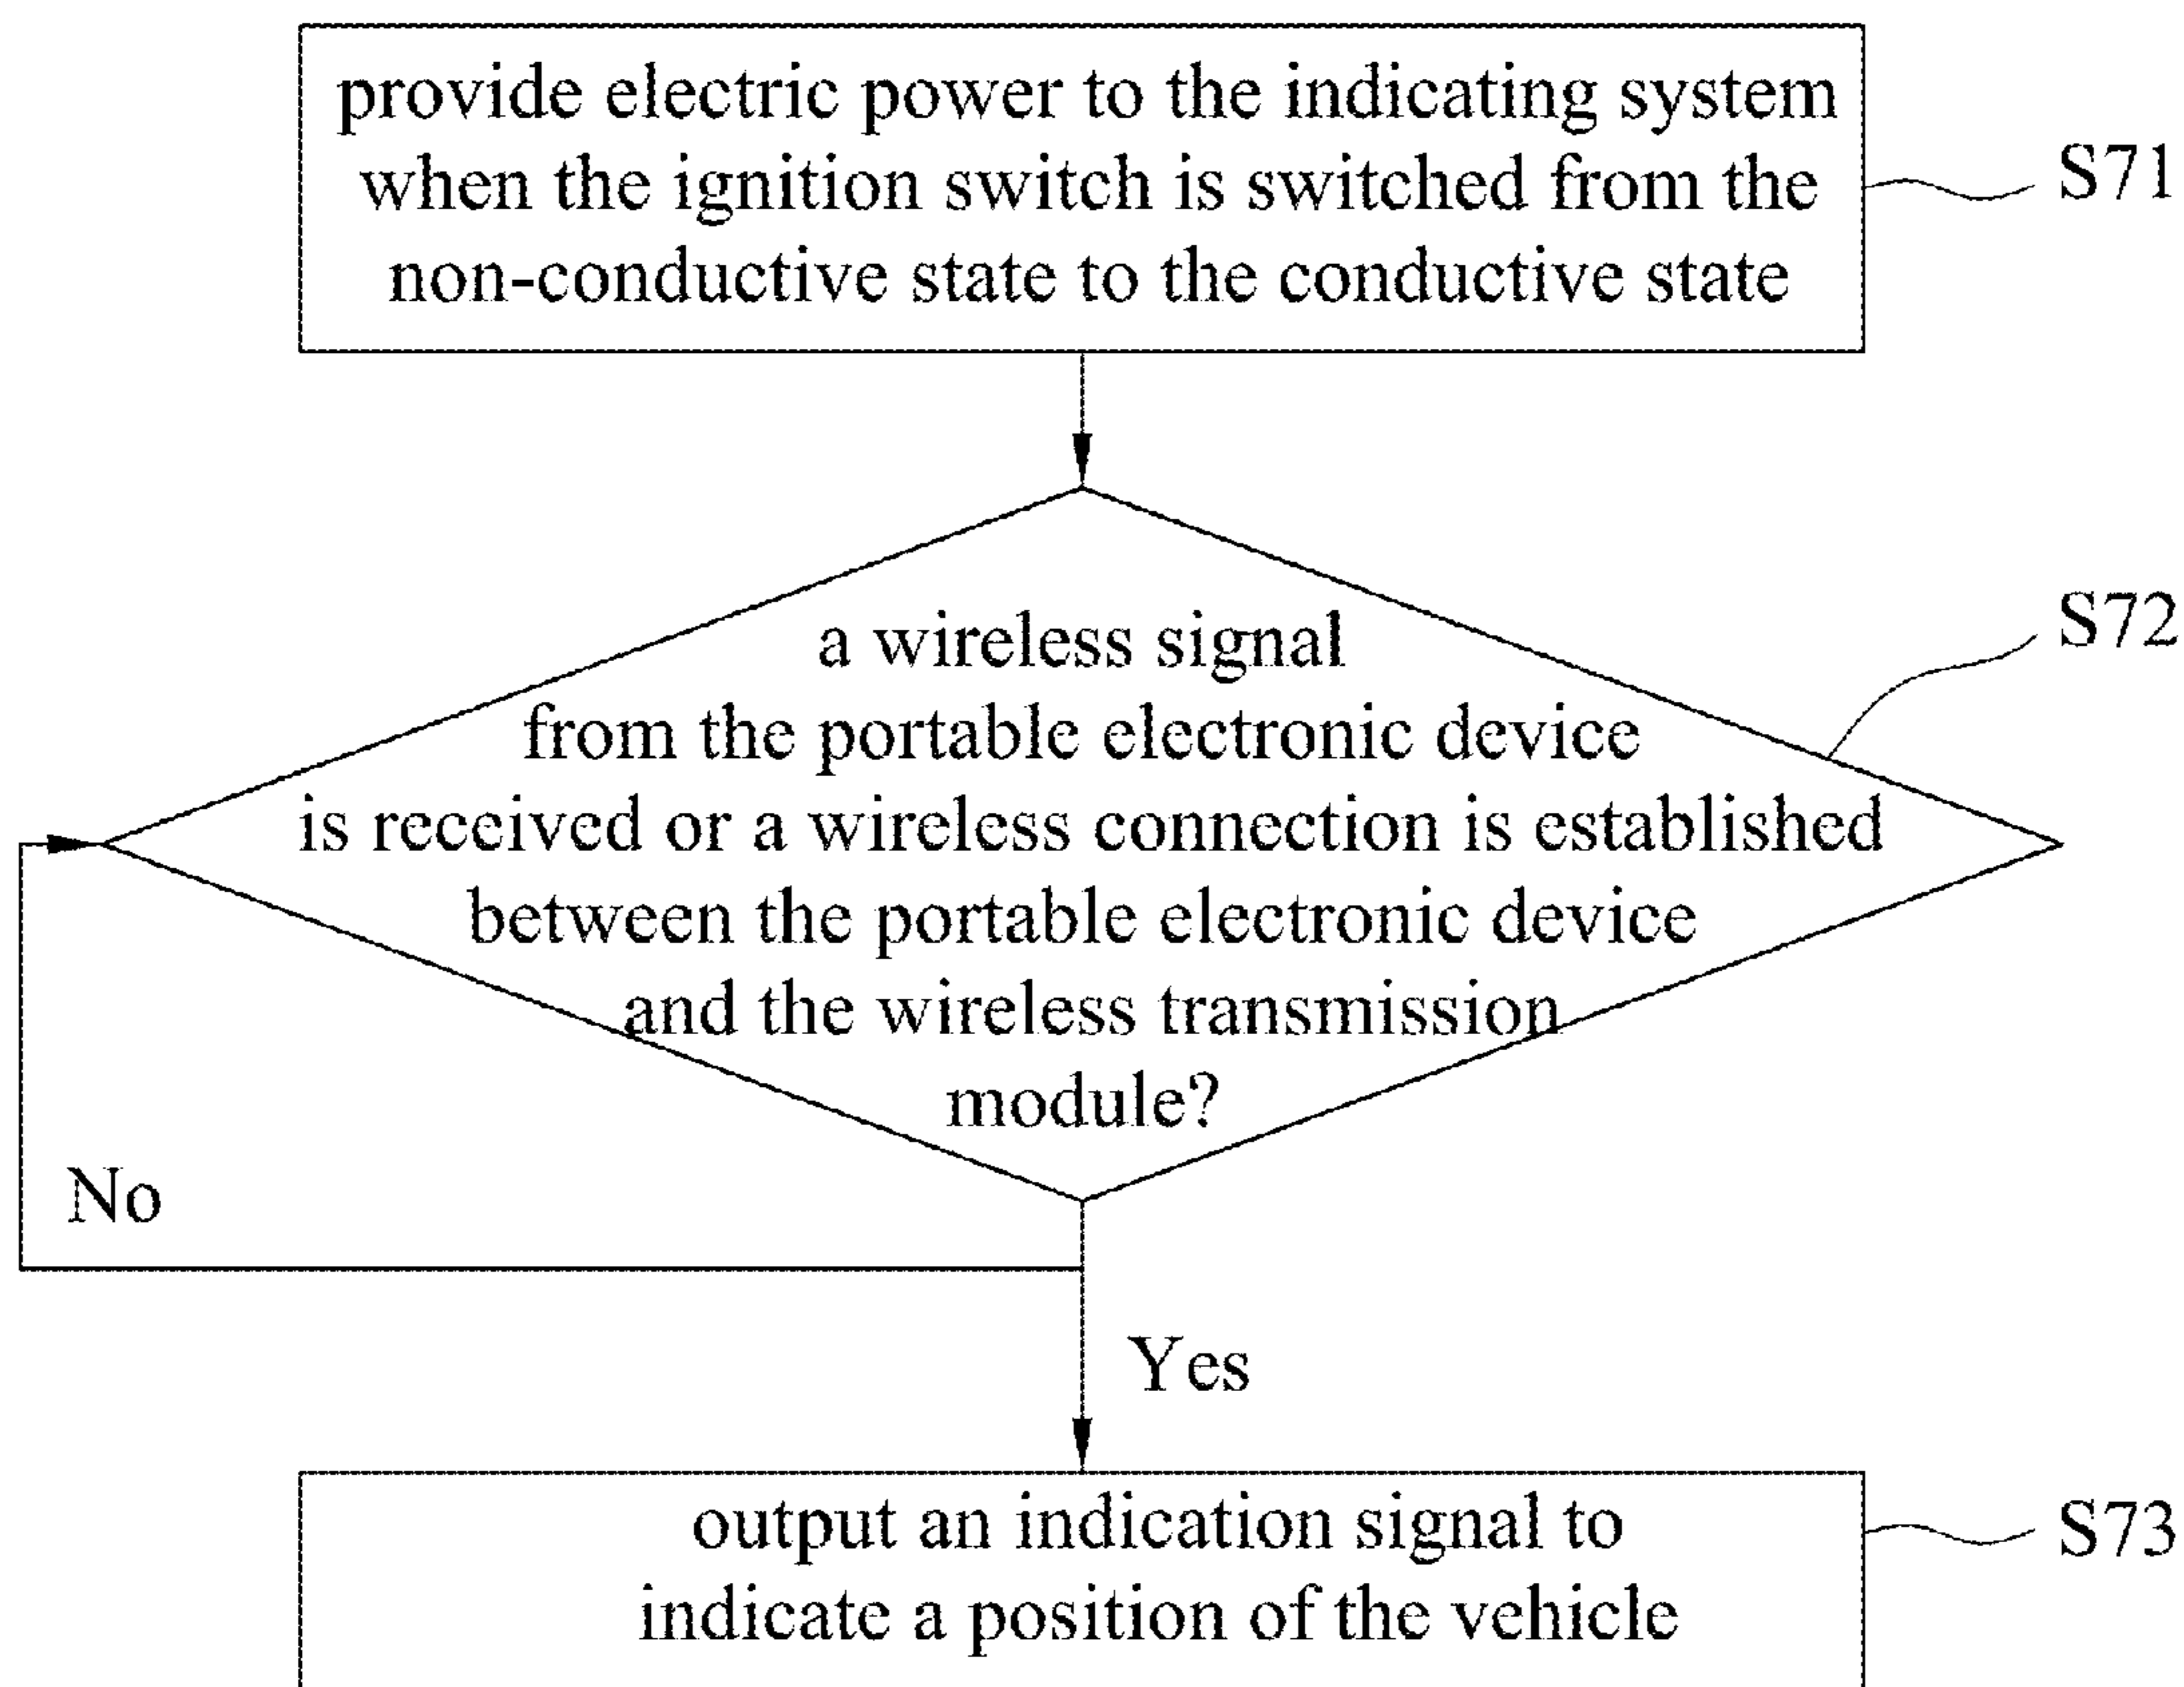 provide electric power to the indicating system
when the ignition switch is switched from the
non-conductive state to the conductive state
S71
a wireless signal
from the portable electronic device
is received or a wireless connection is established
between the portable electronic device
and the wireless transmission
module?
S72
No
Yes
output an indication signal to
indicate a position of the vehicle
S73